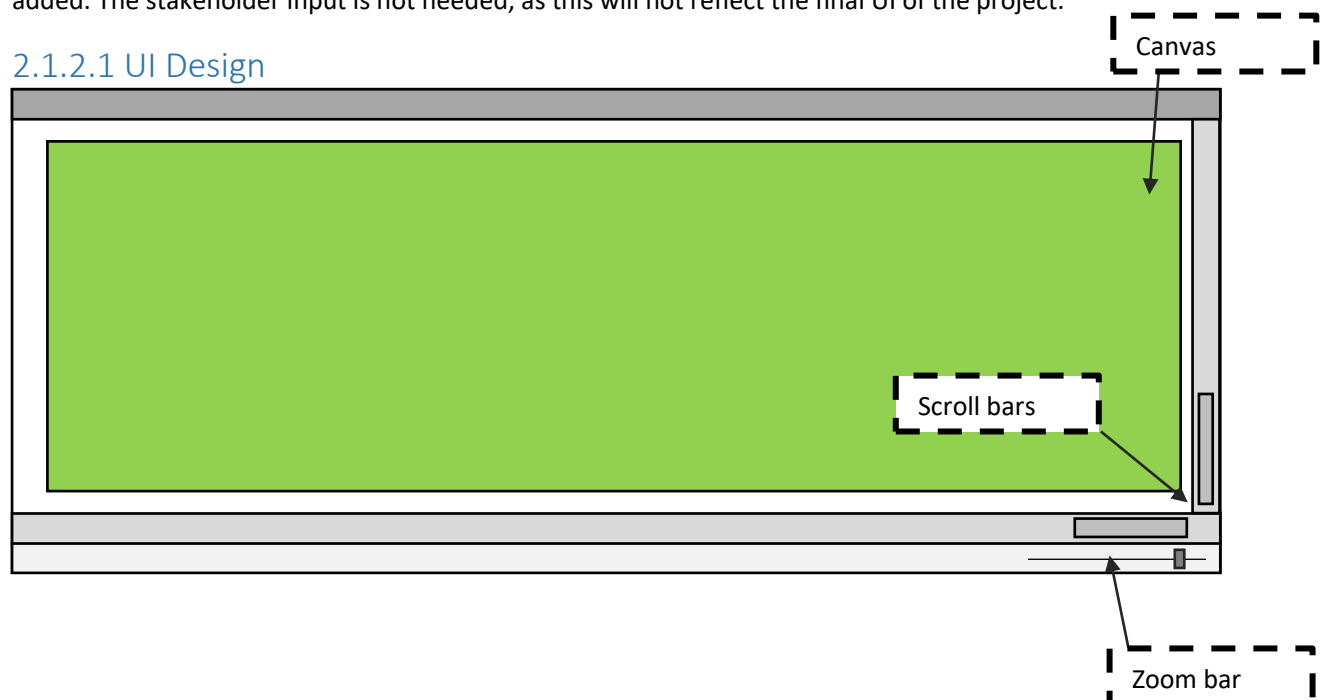 added. The stakeholder input is not needed, as this will not reflect the final UI of the project.
Canvas
2.1.2.1 UI Design
Scroll bars
Zoom bar